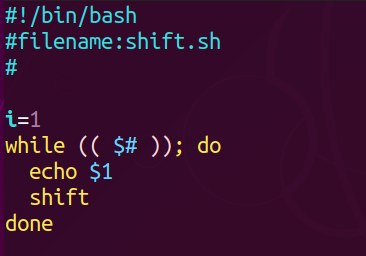 #!/bin/bash
#filename:shift.sh
#
i=1
while (( $# )); do
  echo $1
  shift
done